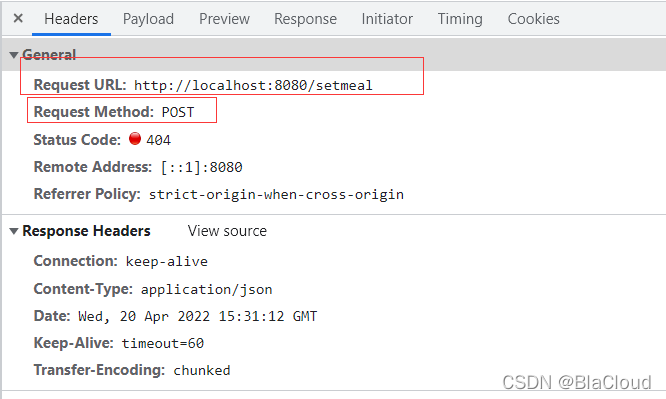 × Headers Payload Preview Response Initiator Timing Cookies
▼ General
Request URL: http://localhost:8080/setmeal
Request Method: POST
Status Code: 404
Remote Address: [::1]:8080
Referrer Policy: strict-origin-when-cross-origin
▼ Response Headers View source
Connection: keep-alive
Content-Type: application/json
Date: Wed, 20 Apr 2022 15:31:12 GMT
Keep-Alive: timeout=60
Transfer-Encoding: chunked
CSDN @BlaCloud